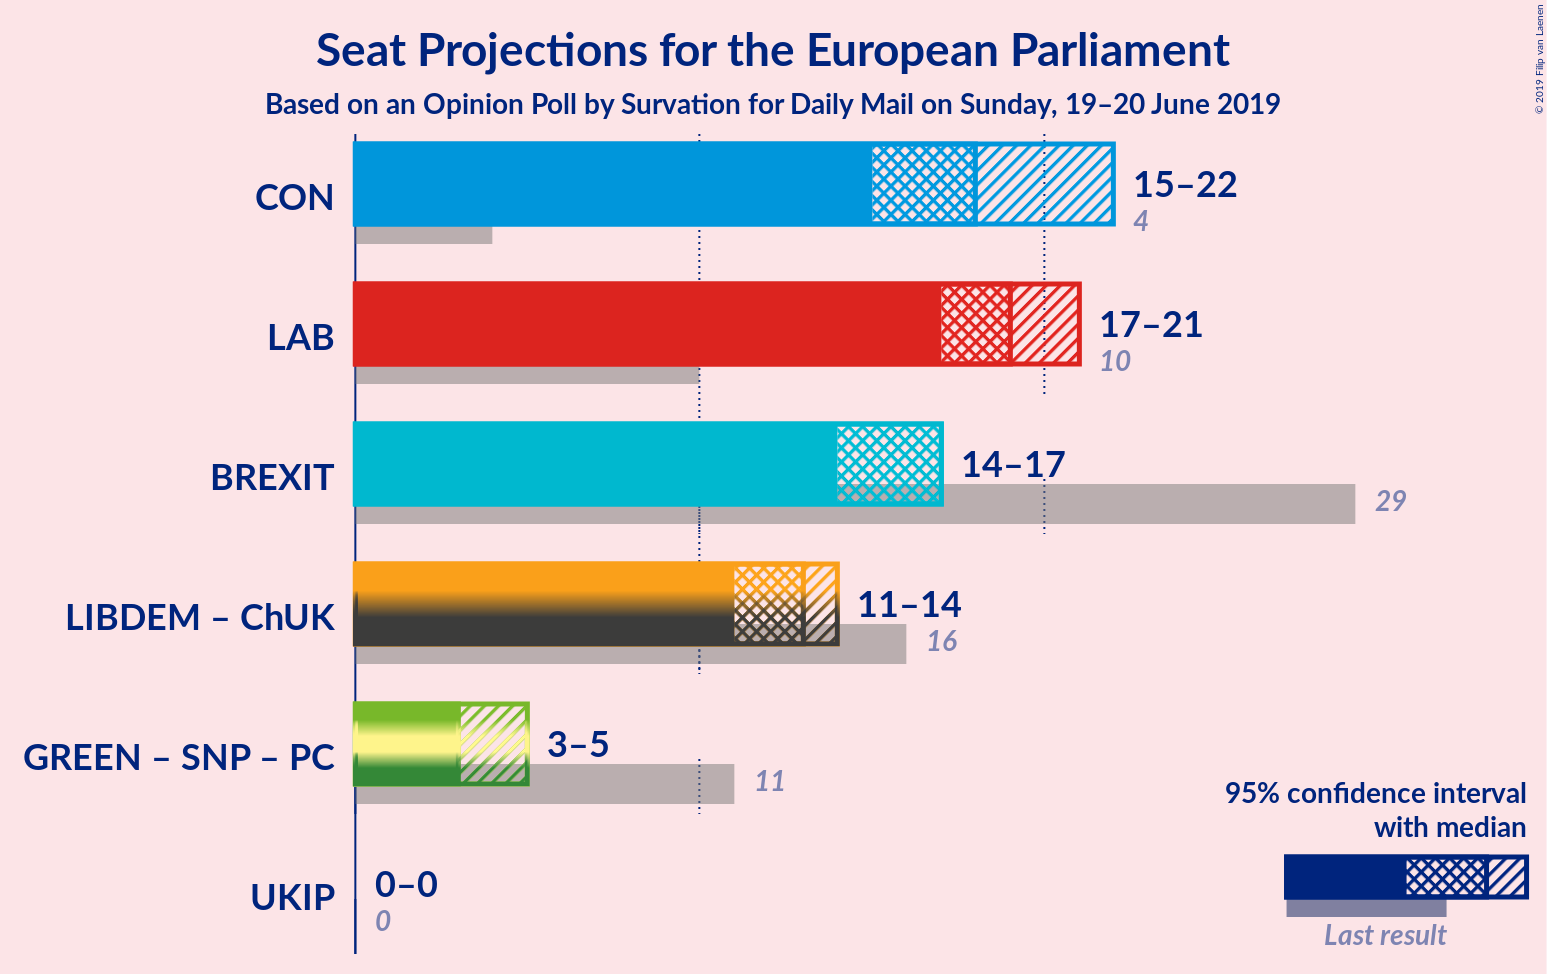 Seat Projections for the European Parliament
Based on an Opinion Poll by Survation for Daily Mail on Sunday, 19–20 June 2019
© 2019 Filip van Laenen
CON
15–22
4
LAB
17–21
10
BREXIT
14–17
29
LIBDEM – ChUK
11–14
16
GREEN – SNP – PC
3–5
11
UKIP
0–0
0
95% confidence interval
with median
Last result